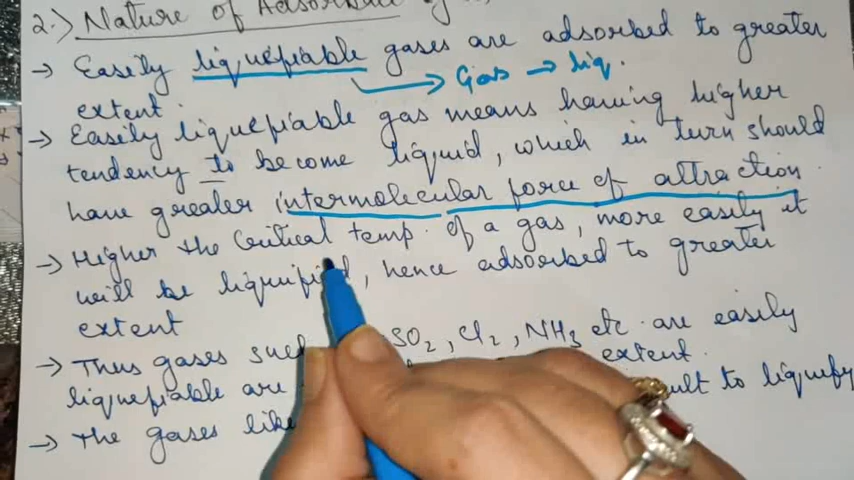 2.) Nature of Adsorbate
→ Easily liquefiable gases are adsorbed to greater
→ Gas → liq.
extent.
→ Easily liquefiable gas means having higher
tendency to become liquid, which in turn should
have greater intermolecular force of attraction
→ Higher the Critical temp. of a gas, more easily it
will be liquified, hence adsorbed to greater
extent
→ Thus gases such SO2, Cl2, NH3 etc. are easily
liquefiable are extent.
→ The gases like to liquefy